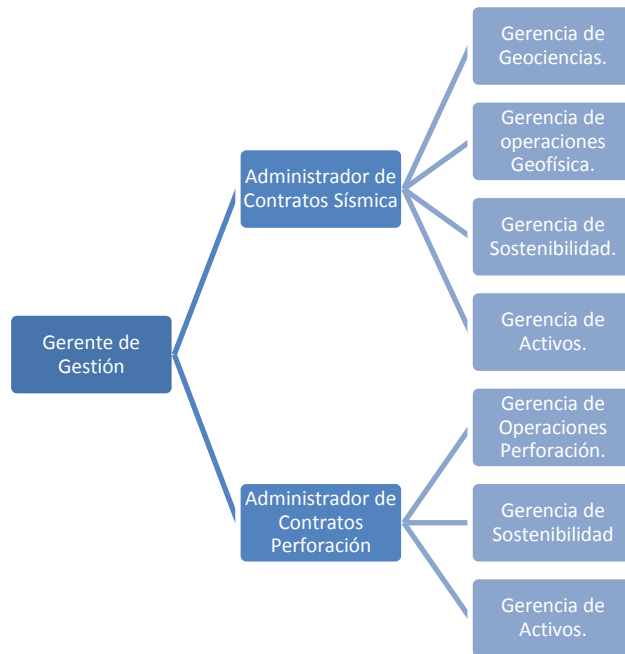 Gerencia de
Geociencias.
Gerencia de
operaciones
Geofísica.
Administrador de
Contratos Sísmica
Gerencia de
Sostenibilidad.
Gerencia de
Activos.
Gerente de
Gestión
Gerencia de
Operaciones
Perforación.
Administrador de
Contratos
Perforación
Gerencia de
Sostenibilidad
Gerencia de
Activos.